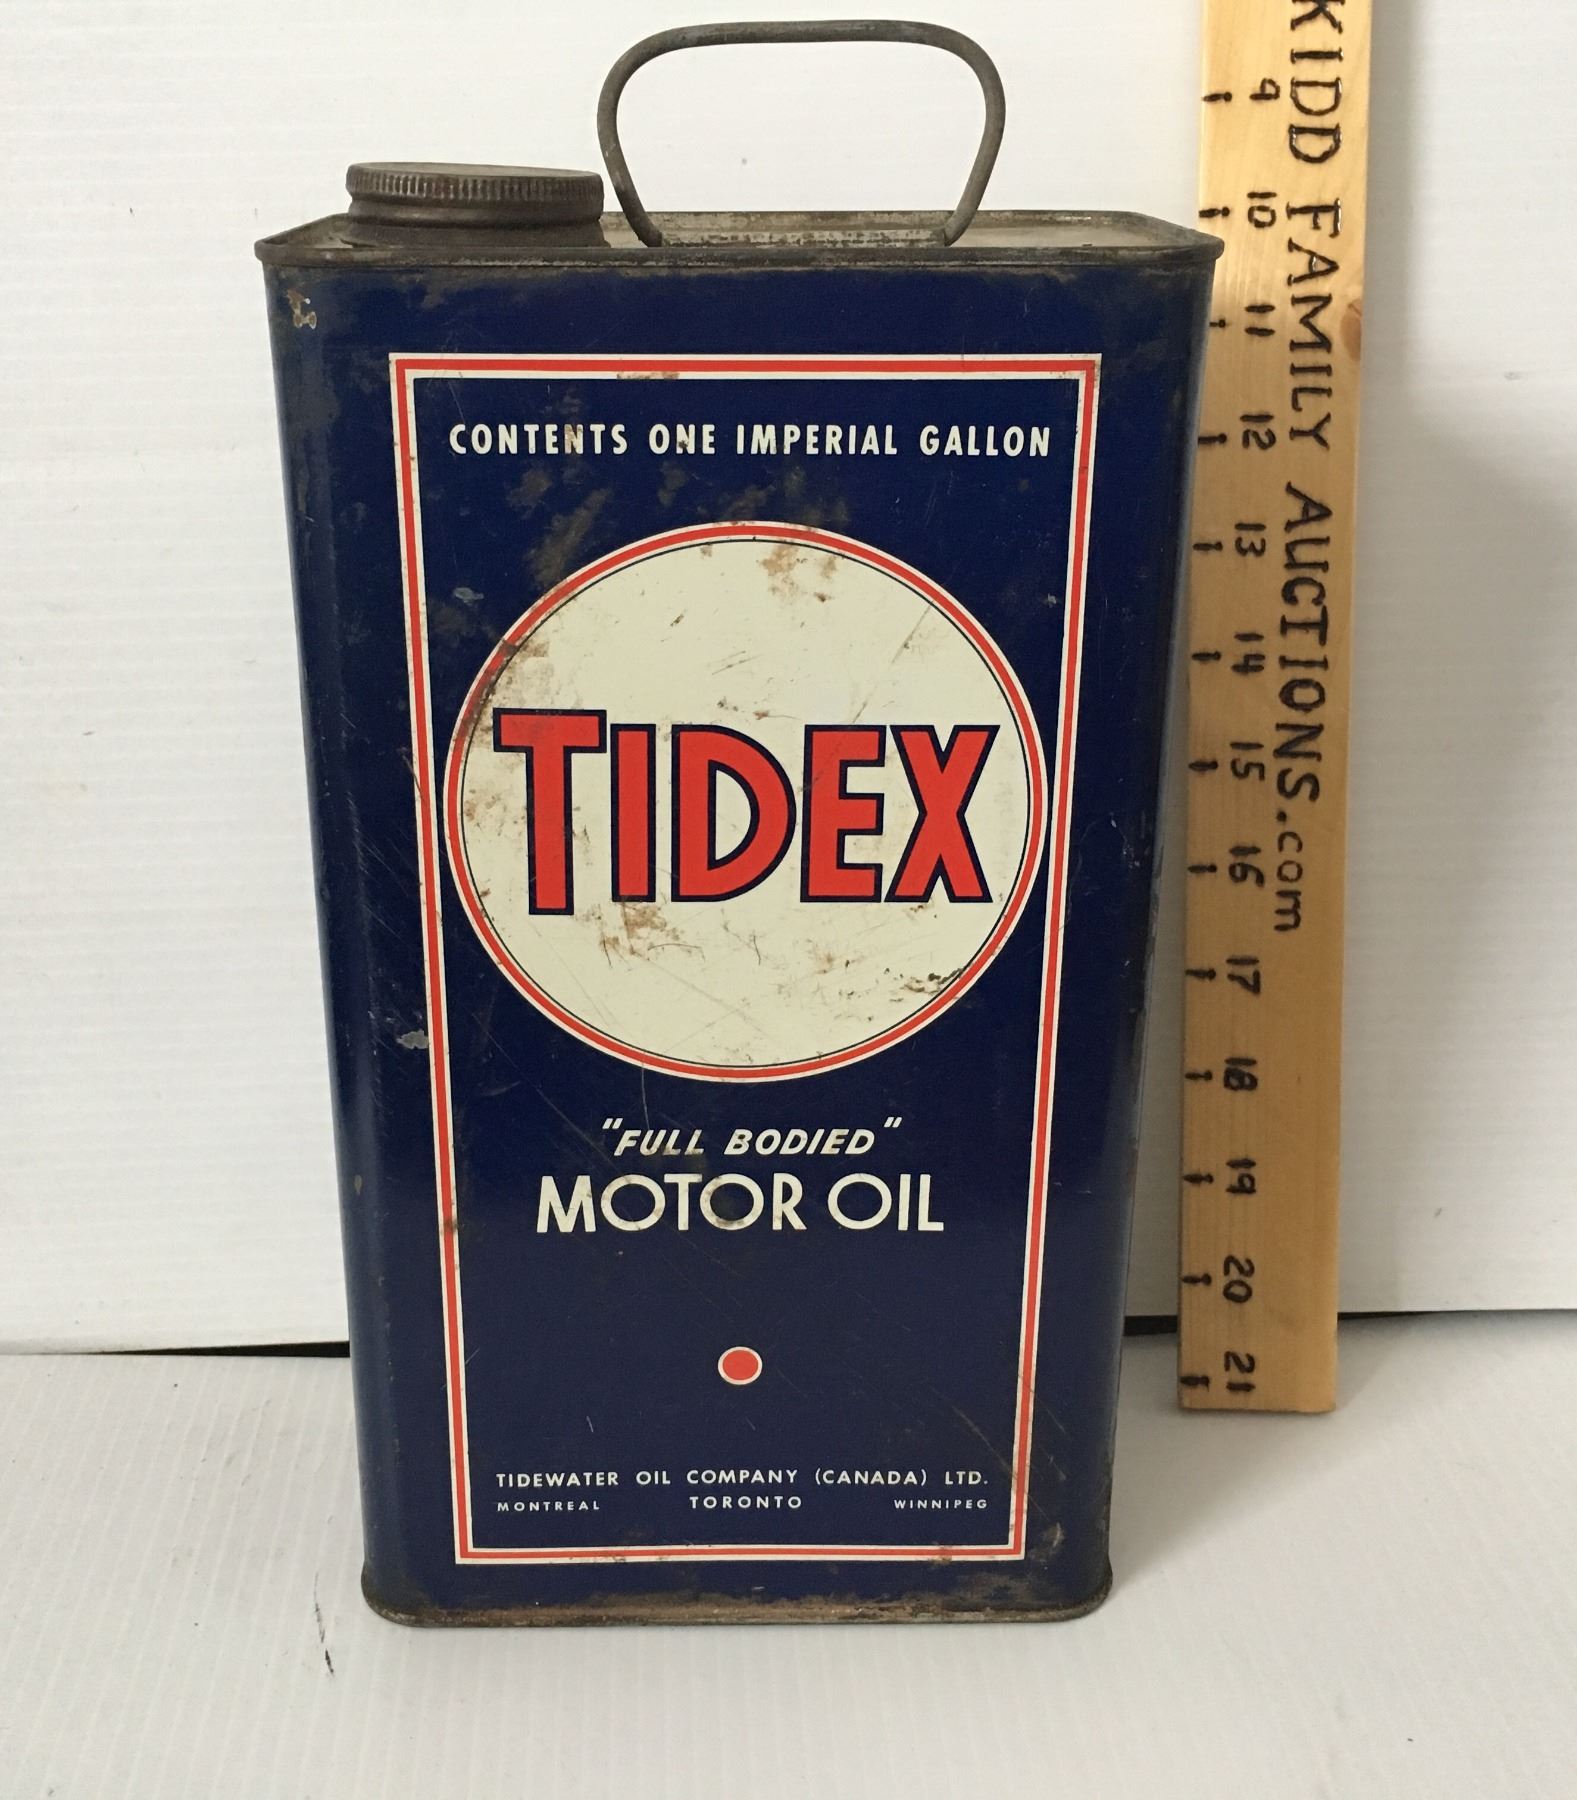 CONTENTS ONE IMPERIAL GALLON
TIDEX
"FULL BODIED"
MOTOR OIL
TIDEWATER OIL COMPANY (CANADA) LTD.
MONTREAL TORONTO WINNIPEG
KIDD FAMILY AUCTIONS.com
9
10
11
12
13
14
15
16
17
18
19
20
21